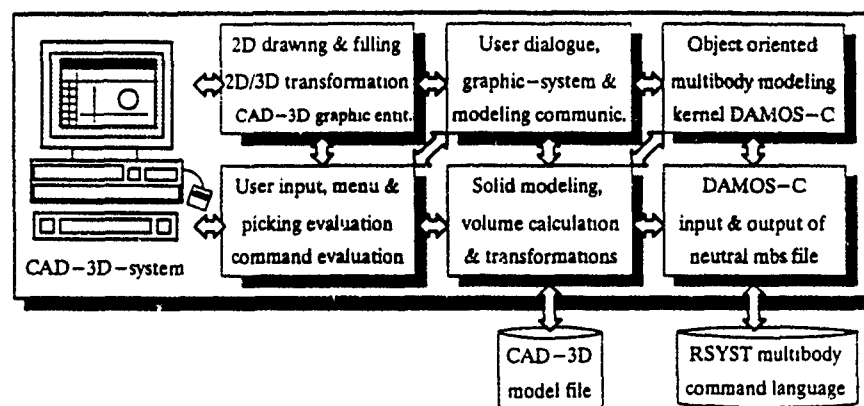 2D drawing & filling
2D/3D transformation
CAD-3D graphic entit.
User dialogue,
graphic-system &
modeling communic.
Object oriented
multibody modeling
kernel DAMOS-C
User input, menu &
picking evaluation
command evaluation
Solid modeling,
volume calculation
& transformations
DAMOS-C
input & output of
neutral mbs file
CAD-3D-system
CAD-3D
model file
RSYST multibody
command language